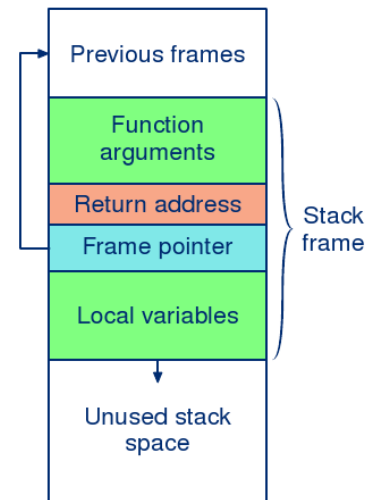 Previous frames
Function
arguments
Return address
Frame pointer
Local variables
Stack
frame
Unused stack
space